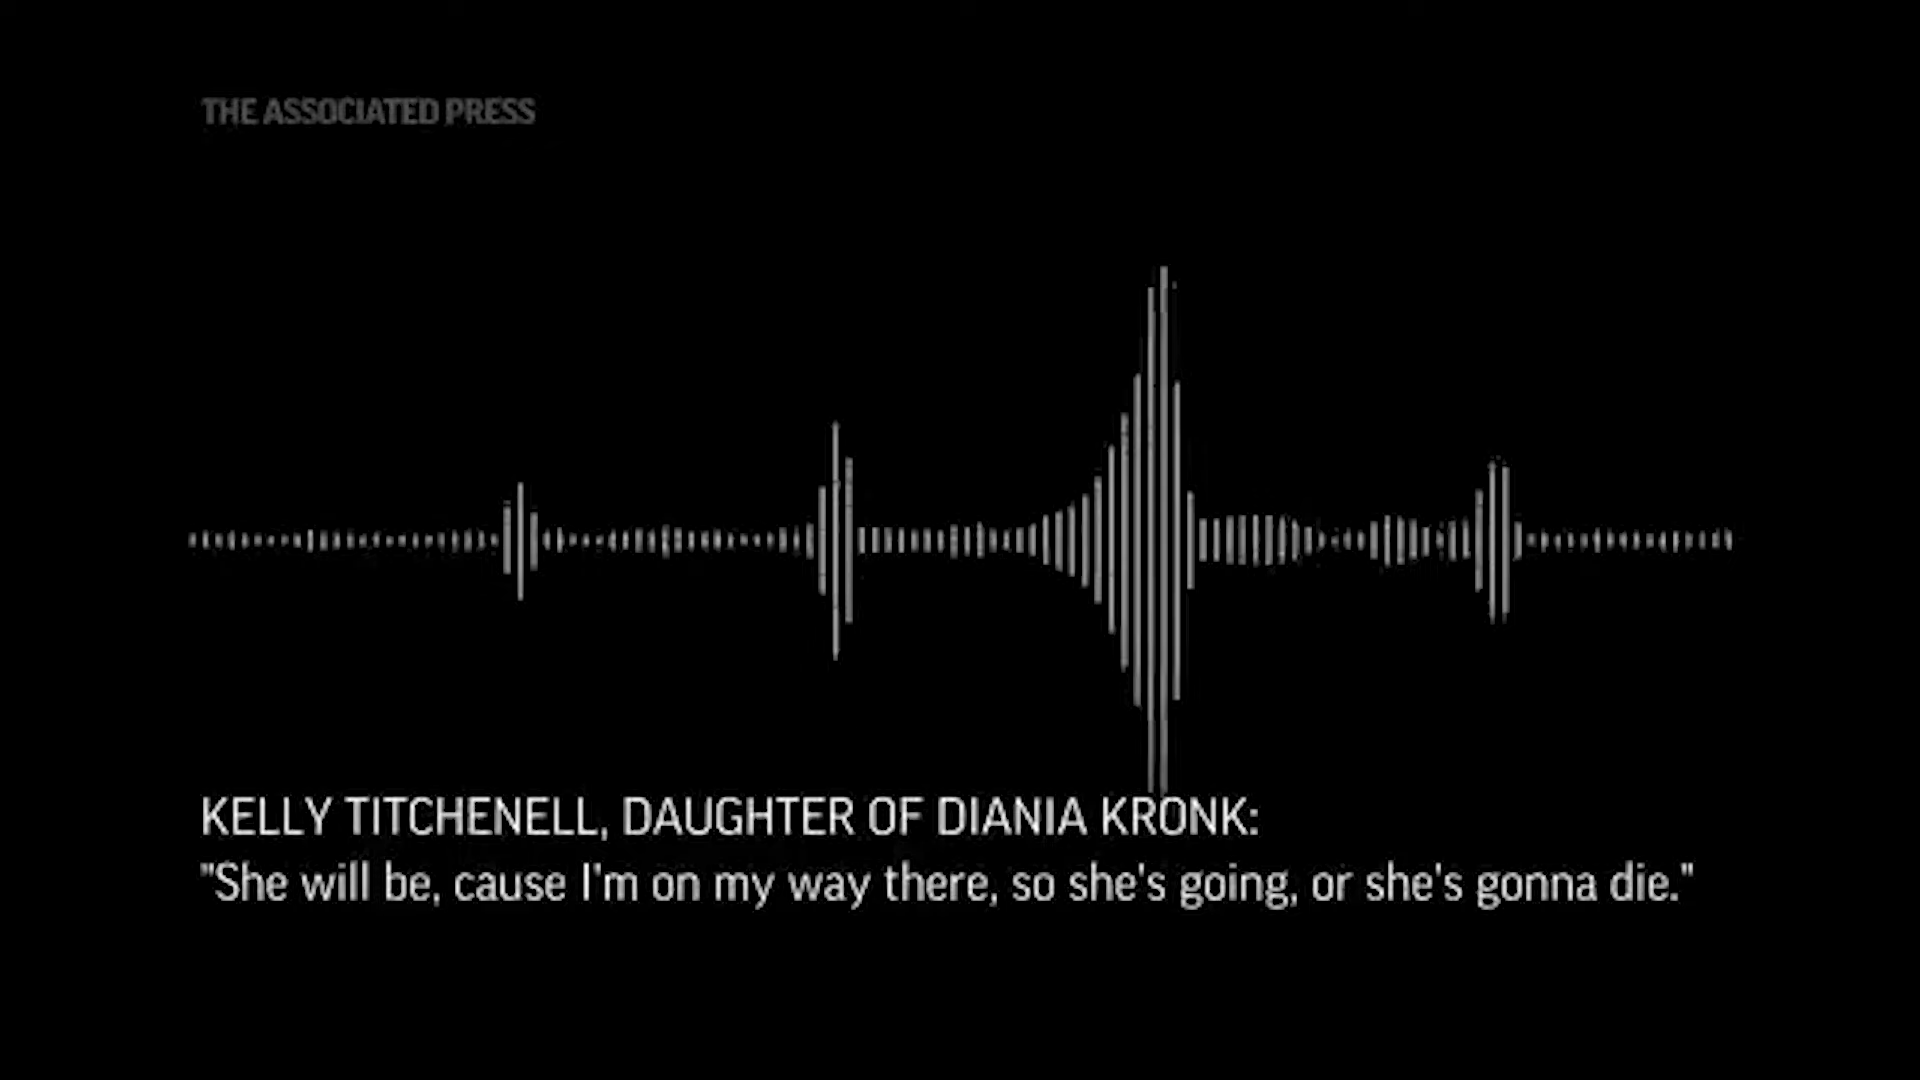 THE ASSOCIATED PRESS
KELLY TITCHENELL, DAUGHTER OF DIANIA KRONK:
"She will be, cause I'm on my way there, so she's going, or she's gonna die."